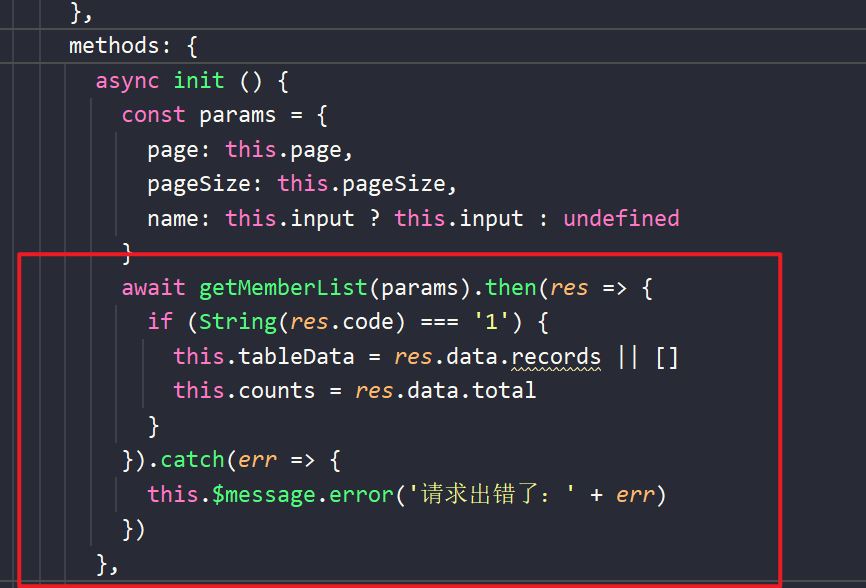 },
methods: {
async init () {
const params = {
page: this.page,
pageSize: this.pageSize,
name: this.input ? this.input : undefined
}
await getMemberList(params).then(res => {
if (String(res.code) === '1') {
this.tableData = res.data.records || []
this.counts = res.data.total
}
}).catch(err => {
this.$message.error('请求出错了：' + err)
})
},